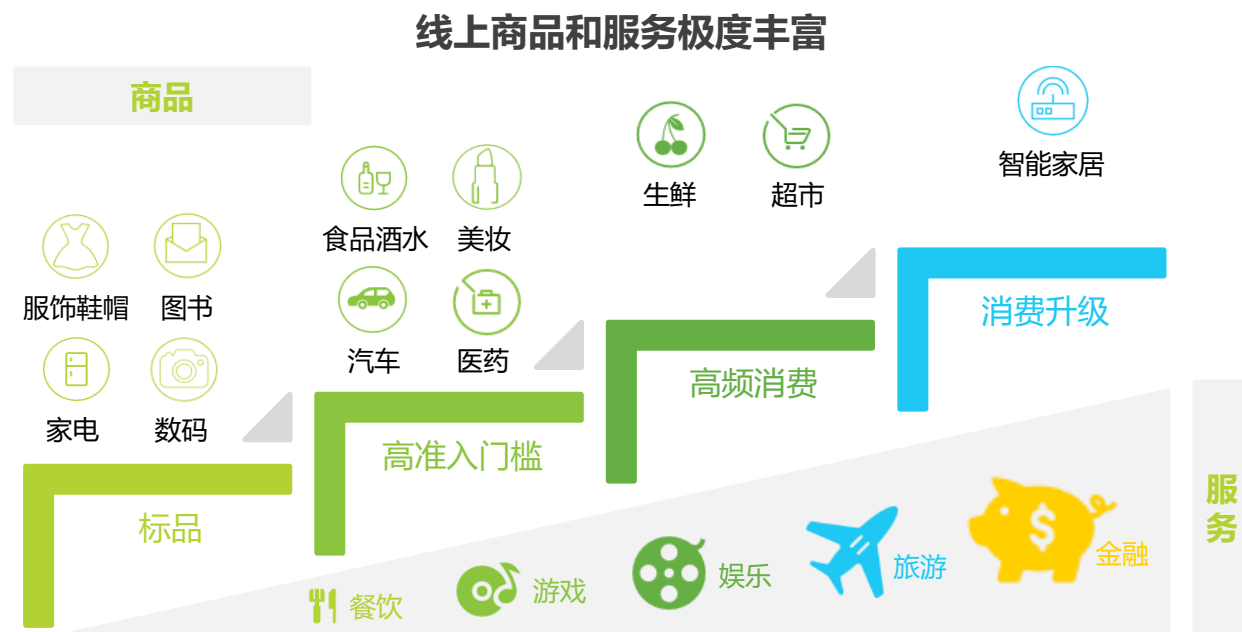 线上商品和服务极度丰富
商品
服饰鞋帽
图书
家电
数码
标品
食品酒水
美妆
汽车
医药
高准入门槛
生鲜
超市
高频消费
智能家居
消费升级
服务
餐饮
游戏
娱乐
旅游
$
金融